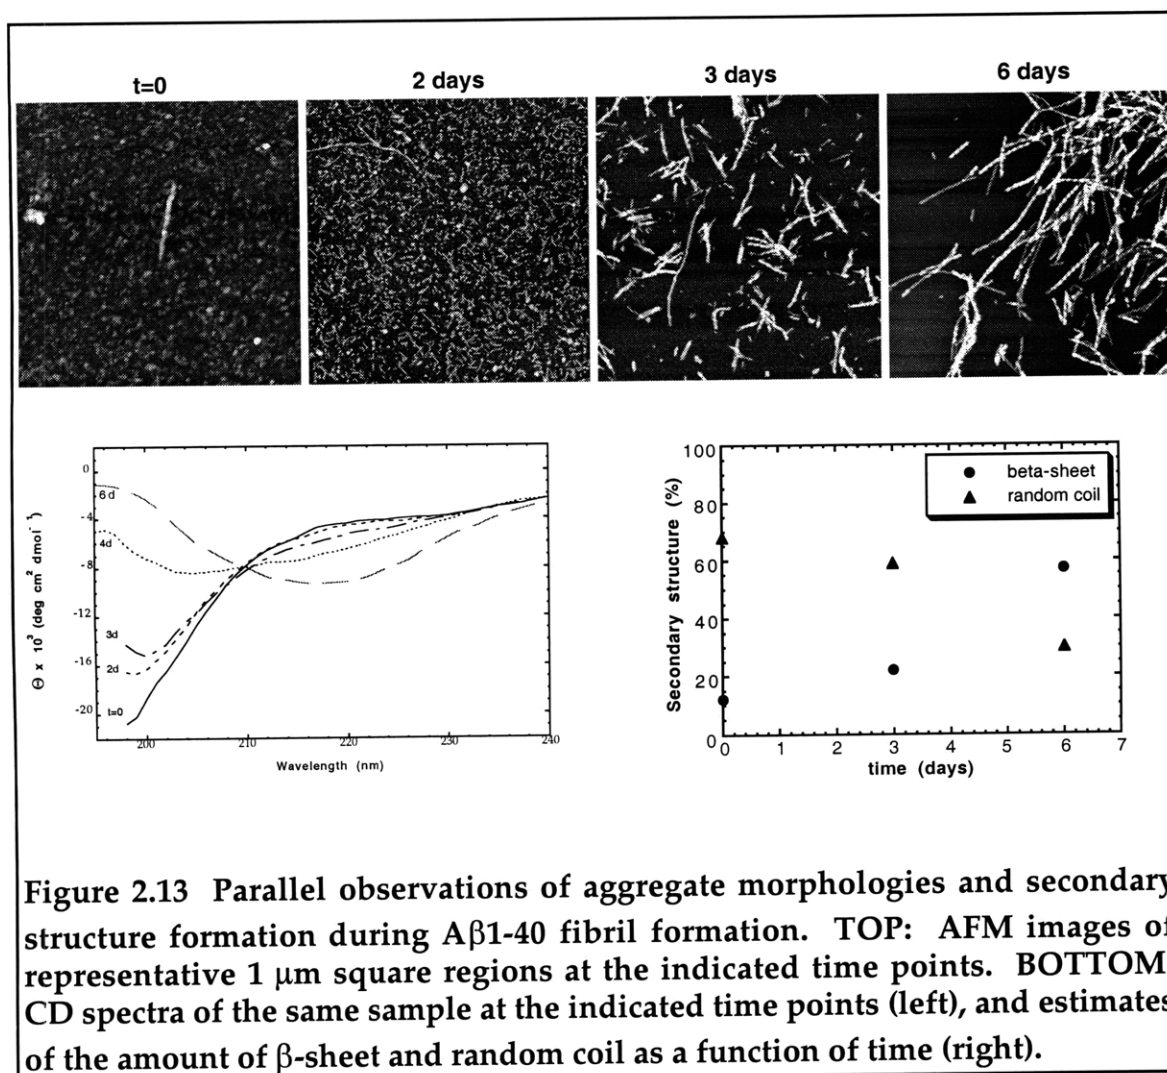 t=0
2 days
3 days
6 days
0
-4
-8
-12
-16
-20
Θ x 10³ (deg cm² dmol⁻¹)
6 d
4d
3d
2d
t=0
200
210
220
230
240
Wavelength (nm)
100
80
60
40
20
0
Secondary structure (%)
beta-sheet
random coil
0
1
2
3
4
5
6
7
time (days)
Figure 2.13 Parallel observations of aggregate morphologies and secondary
structure formation during Aβ1-40 fibril formation. TOP: AFM images of
representative 1 μm square regions at the indicated time points. BOTTOM
CD spectra of the same sample at the indicated time points (left), and estimates
of the amount of β-sheet and random coil as a function of time (right).